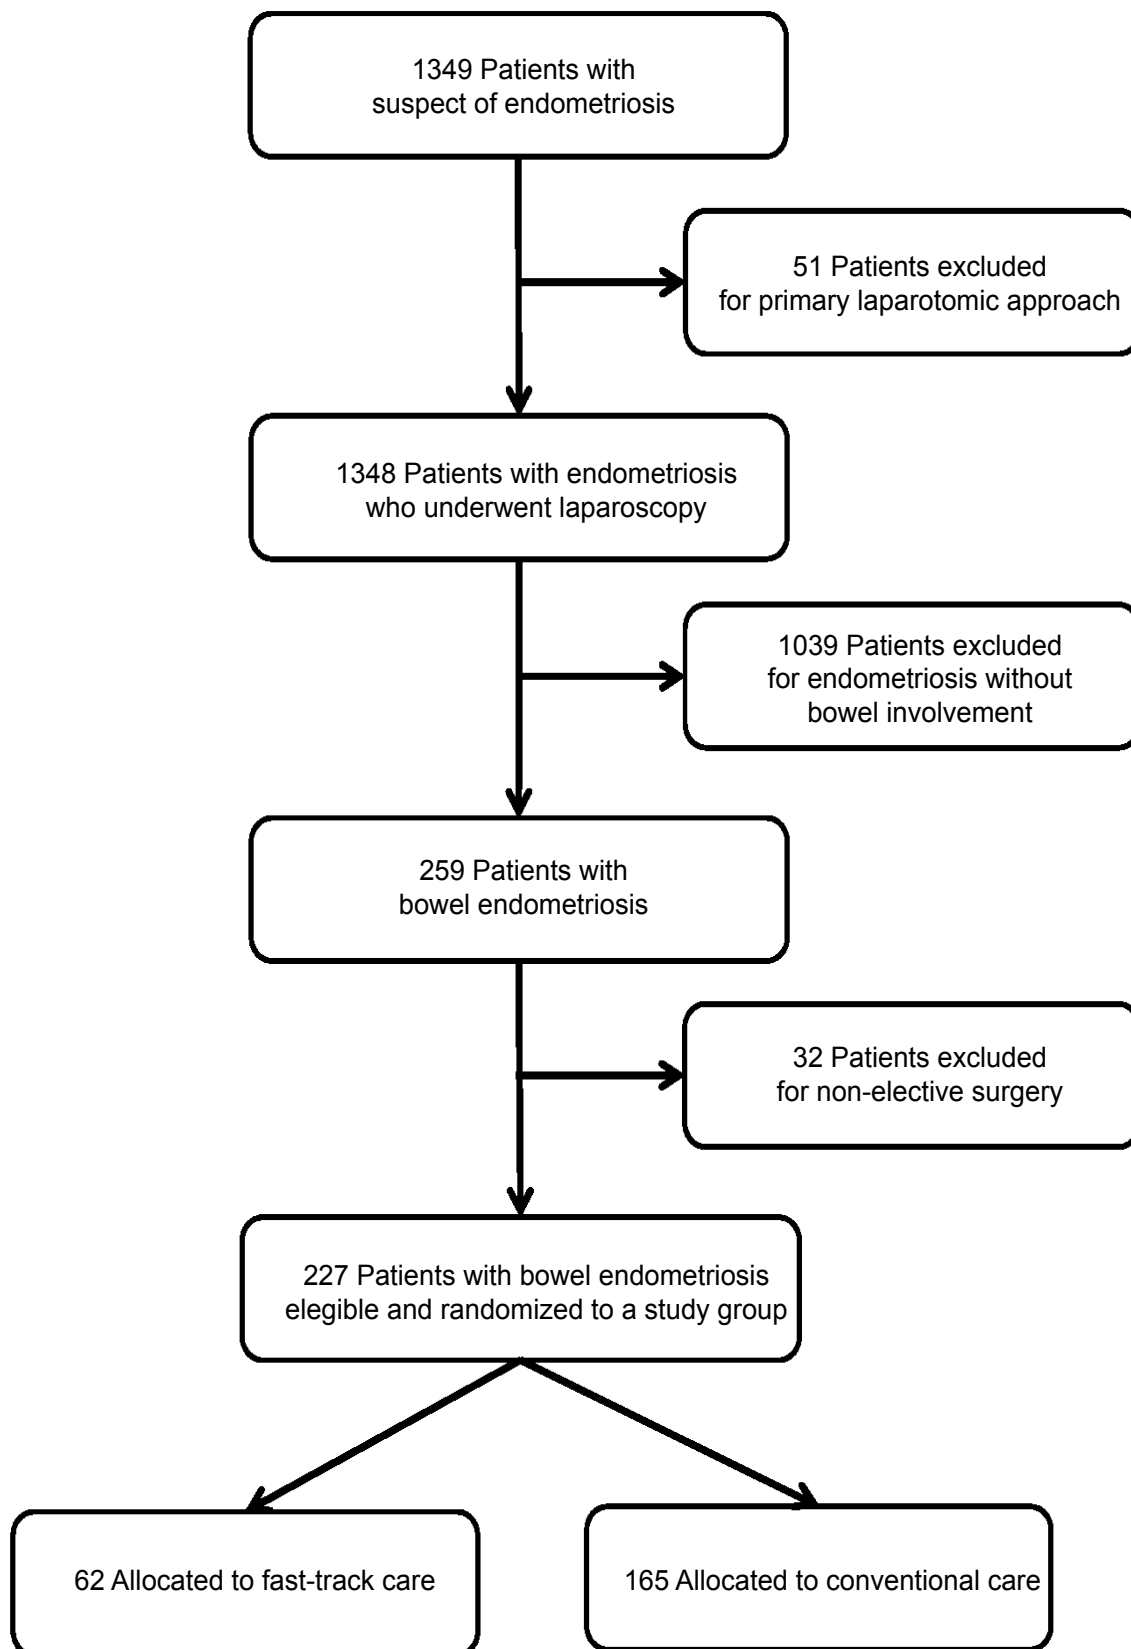 1349 Patients with
suspect of endometriosis
51 Patients excluded
for primary laparotomic approach
1348 Patients with endometriosis
who underwent laparoscopy
1039 Patients excluded
for endometriosis without
bowel involvement
259 Patients with
bowel endometriosis
32 Patients excluded
for non-elective surgery
227 Patients with bowel endometriosis
elegible and randomized to a study group
62 Allocated to fast-track care
165 Allocated to conventional care